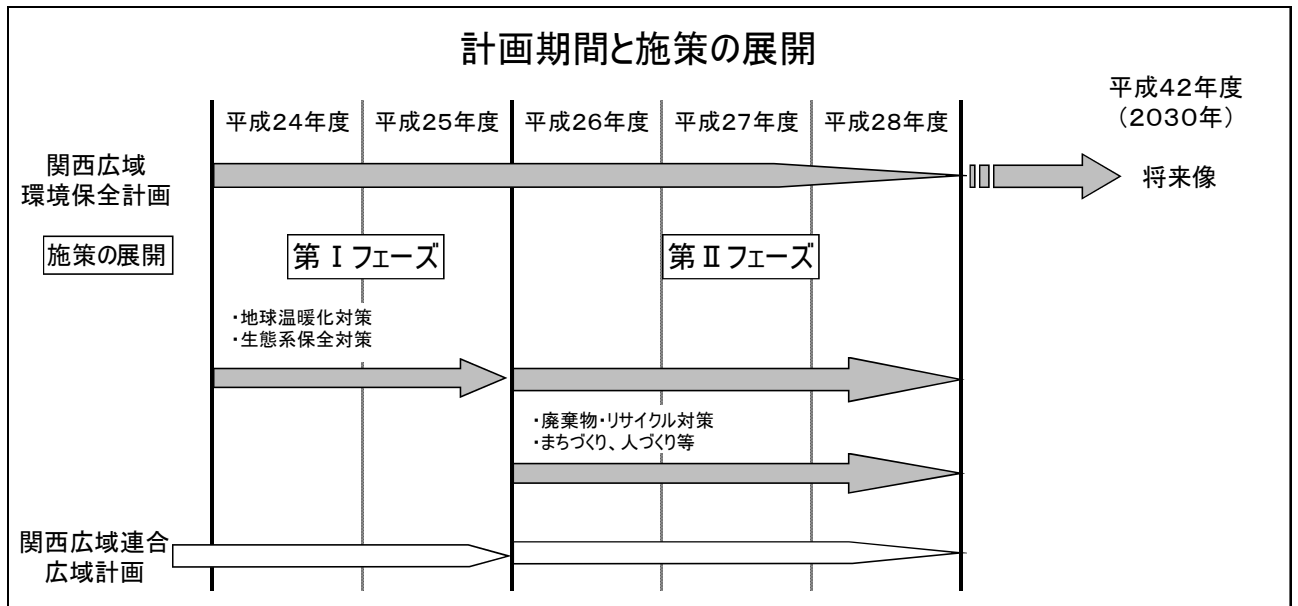 計画期間と施策の展開
平成24年度
平成25年度
平成26年度
平成27年度
平成28年度
平成42年度
（2030年）
関西広域
環境保全計画
将来像
施策の展開
第Ⅰフェーズ
第Ⅱフェーズ
・地球温暖化対策
・生態系保全対策
・廃棄物・リサイクル対策
・まちづくり、人づくり等
関西広域連合
広域計画